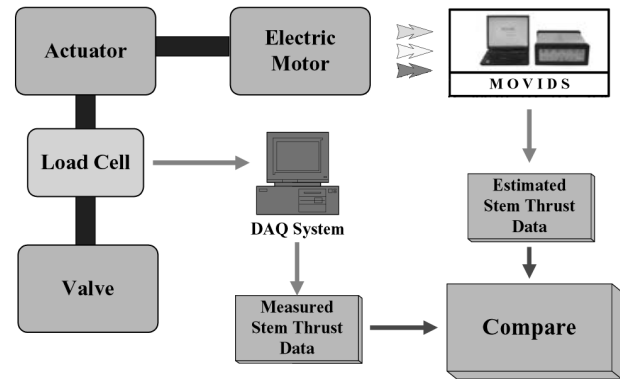 Actuator
Electric
Motor
M O V I D S
Load Cell
DAQ System
Estimated
Stem Thrust
Data
Valve
Measured
Stem Thrust
Data
Compare